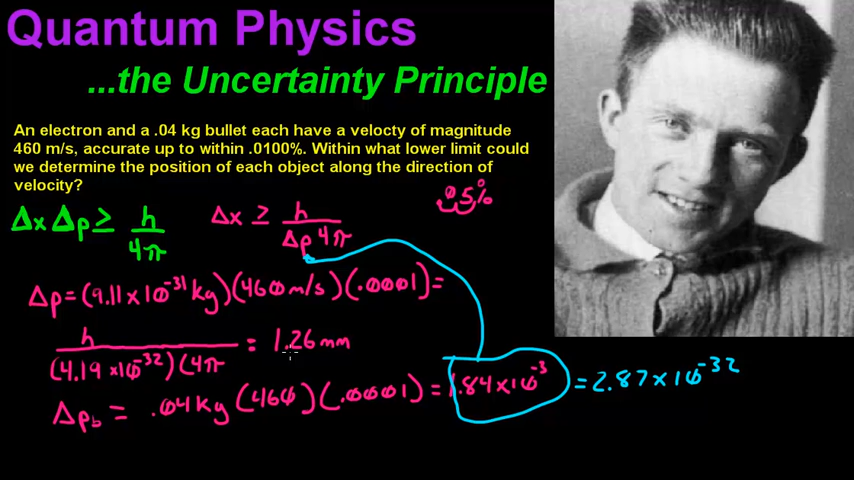 Quantum Physics
...the Uncertainty Principle
An electron and a .04 kg bullet each have a velocty of magnitude
460 m/s, accurate up to within .0100%. Within what lower limit could
we determine the position of each object along the direction of
velocity?
.05%
Δx Δp ≥ h/4π
Δx ≥ h/Δp 4π
Δp = (9.11 x 10^-31 kg)(460 m/s)(.0001) =
h/(4.19 x 10^-32)(4π = 1.26 mm
Δp_b = .04 kg (460)(.0001) = 1.84 x 10^-3 = 2.87 x 10^-32